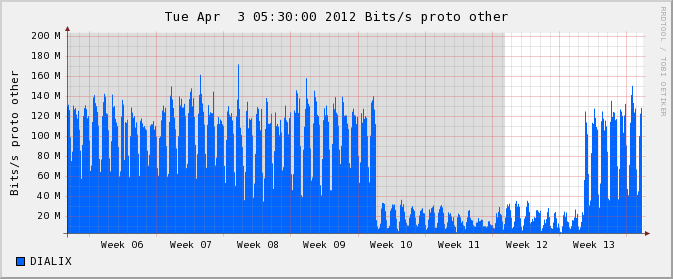 Tue Apr  3 05:30:00 2012 Bits/s proto other
RRDTOOL / TOBI OETIKER
Bits/s proto other
200 M
180 M
160 M
140 M
120 M
100 M
80 M
60 M
40 M
20 M
Week 06 Week 07 Week 08 Week 09 Week 10 Week 11 Week 12 Week 13
DIALIX